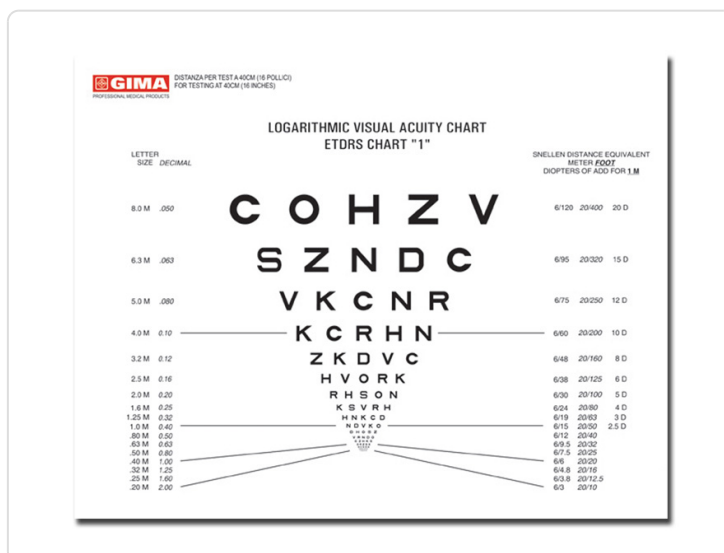 GIMA
PROFESSIONAL MEDICAL PRODUCTS
DISTANZA PER TEST A 40CM (16 POLLICI)
FOR TESTING AT 40CM (16 INCHES)
LOGARITHMIC VISUAL ACUITY CHART
ETDRS CHART "1"
LETTER
SIZE DECIMAL
SNELLEN DISTANCE EQUIVALENT
METER FOOT
DIOPTERS OF ADD FOR 1 M
8.0 M .050 C O H Z V 6/120 20/400 20 D
6.3 M .063 S Z N D C 6/95 20/320 15 D
5.0 M .080 V K C N R 6/75 20/250 12 D
4.0 M 0.10 K C R H N 6/60 20/200 10 D
3.2 M 0.12 Z K D V C 6/48 20/160 8 D
2.5 M 0.16 H V O R K 6/38 20/125 6 D
2.0 M 0.20 R H S O N 6/30 20/100 5 D
1.6 M 0.25 K S V R H 6/24 20/80 4 D
1.25 M 0.32 H N K C D 6/19 20/63 3 D
1.0 M 0.40 N D V K O 6/15 20/50 2.5 D
.80 M 0.50 D H O S Z 6/12 20/40
.63 M 0.63 6/9.5 20/32
.50 M 0.80 6/7.5 20/25
.40 M 1.00 6/6 20/20
.32 M 1.25 6/4.8 20/16
.25 M 1.60 6/3.8 20/12.5
.20 M 2.00 6/3 20/10